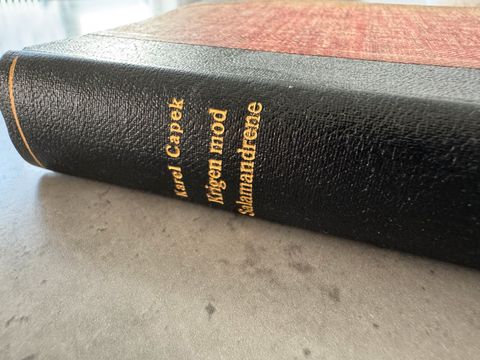 Karel Capek
Krigen mod
Salamandrene